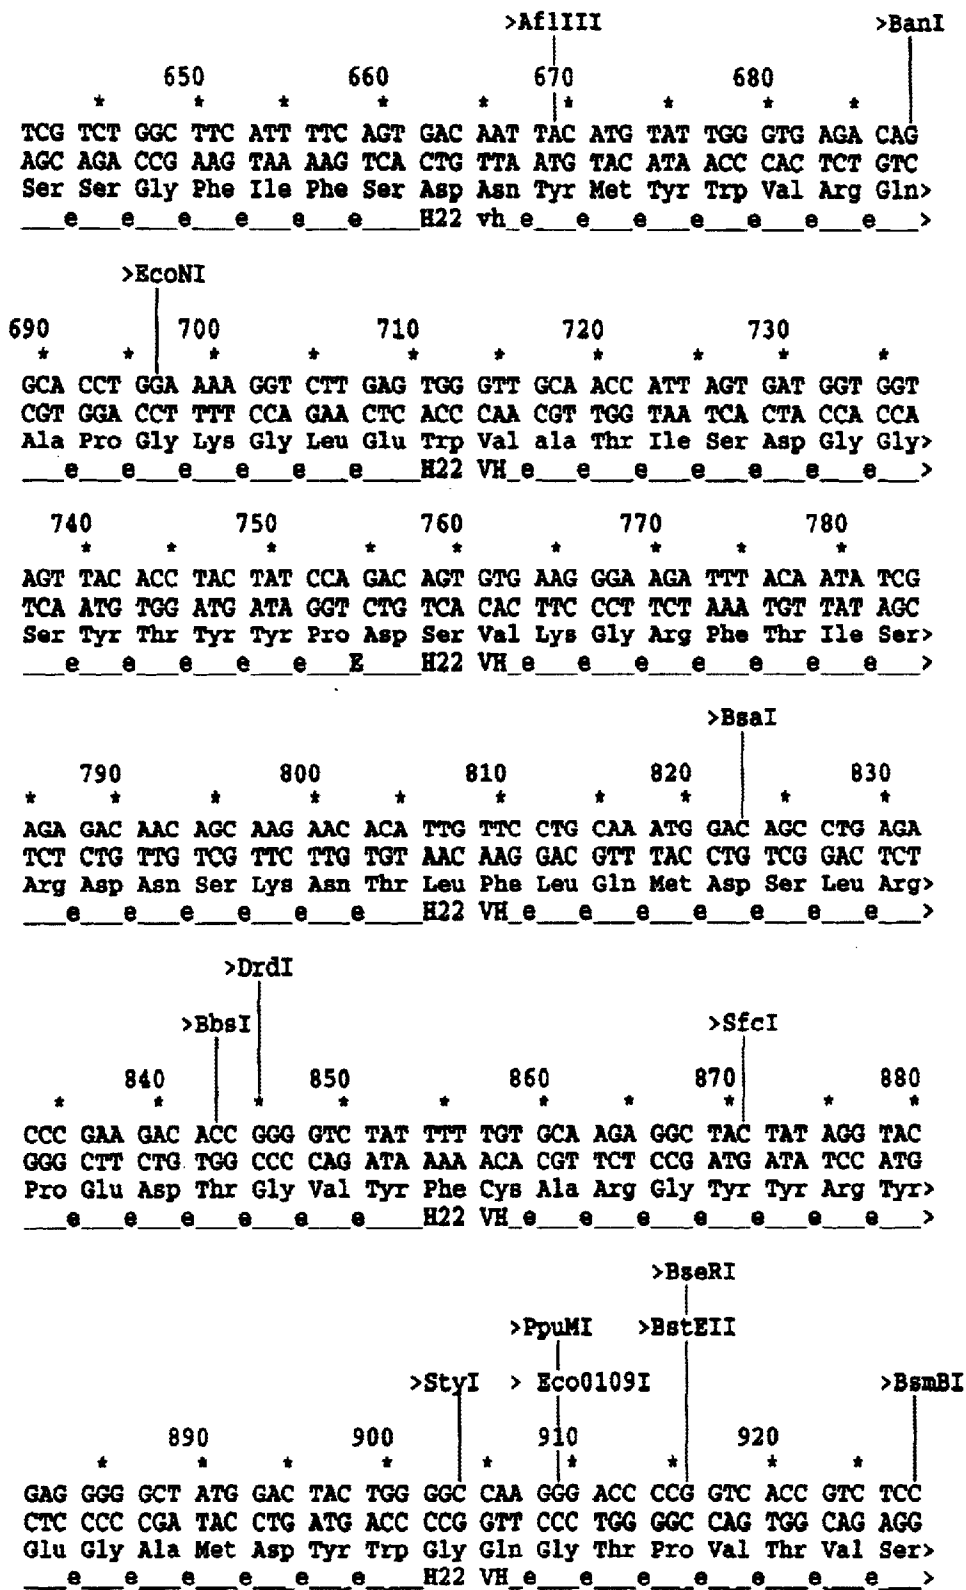 >AflIII >BanI
650 660 670 680
* * * * * * * * *
TCG TCT GGC TTC ATT TTC AGT GAC AAT TAC ATG TAT TGG GTG AGA CAG
AGC AGA CCG AAG TAA AAG TCA CTG TTA ATG TAC ATA ACC CAC TCT GTC
Ser Ser Gly Phe Ile Phe Ser Asp Asn Tyr Met Tyr Trp Val Arg Gln>
___e___e___e___e___e___e____H22 vh_e___e___e___e___e___e___e___>
>EcoNI
690 700 710 720 730
* * * * * * * * * *
GCA CCT GGA AAA GGT CTT GAG TGG GTT GCA ACC ATT AGT GAT GGT GGT
CGT GGA CCT TTT CCA GAA CTC ACC CAA CGT TGG TAA TCA CTA CCA CCA
Ala Pro Gly Lys Gly Leu Glu Trp Val ala Thr Ile Ser Asp Gly Gly>
___e___e___e___e___e___e____H22 VH_e___e___e___e___e___e___e___>
740 750 760 770 780
* * * * * * * * *
AGT TAC ACC TAC TAT CCA GAC AGT GTG AAG GGA AGA TTT ACA ATA TCG
TCA ATG TGG ATG ATA GGT CTG TCA CAC TTC CCT TCT AAA TGT TAT AGC
Ser Tyr Thr Tyr Tyr Pro Asp Ser Val Lys Gly Arg Phe Thr Ile Ser>
___e___e___e___e___e___E____H22 VH_e___e___e___e___e___e___e___>
>BsaI
790 800 810 820 830
* * * * * * * * * *
AGA GAC AAC AGC AAG AAC ACA TTG TTC CTG CAA ATG GAC AGC CTG AGA
TCT CTG TTG TCG TTC TTG TGT AAC AAG GAC GTT TAC CTG TCG GAC TCT
Arg Asp Asn Ser Lys Asn Thr Leu Phe Leu Gln Met Asp Ser Leu Arg>
___e___e___e___e___e___e____H22 VH_e___e___e___e___e___e___e___>
>DrdI
>BbsI >SfcI
840 850 860 870 880
* * * * * * * * * *
CCC GAA GAC ACC GGG GTC TAT TTT TGT GCA AGA GGC TAC TAT AGG TAC
GGG CTT CTG TGG CCC CAG ATA AAA ACA CGT TCT CCG ATG ATA TCC ATG
Pro Glu Asp Thr Gly Val Tyr Phe Cys Ala Arg Gly Tyr Tyr Arg Tyr>
___e___e___e___e___e___e____H22 VH_e___e___e___e___e___e___e___>
>BseRI
>PpuMI >BstEII
>StyI > Eco0109I >BsmBI
890 900 910 920
* * * * * * * * *
GAG GGG GCT ATG GAC TAC TGG GGC CAA GGG ACC CCG GTC ACC GTC TCC
CTC CCC CGA TAC CTG ATG ACC CCG GTT CCC TGG GGC CAG TGG CAG AGG
Glu Gly Ala Met Asp Tyr Trp Gly Gln Gly Thr Pro Val Thr Val Ser>
___e___e___e___e___e___e____H22 VH_e___e___e___e___e___e___e___>